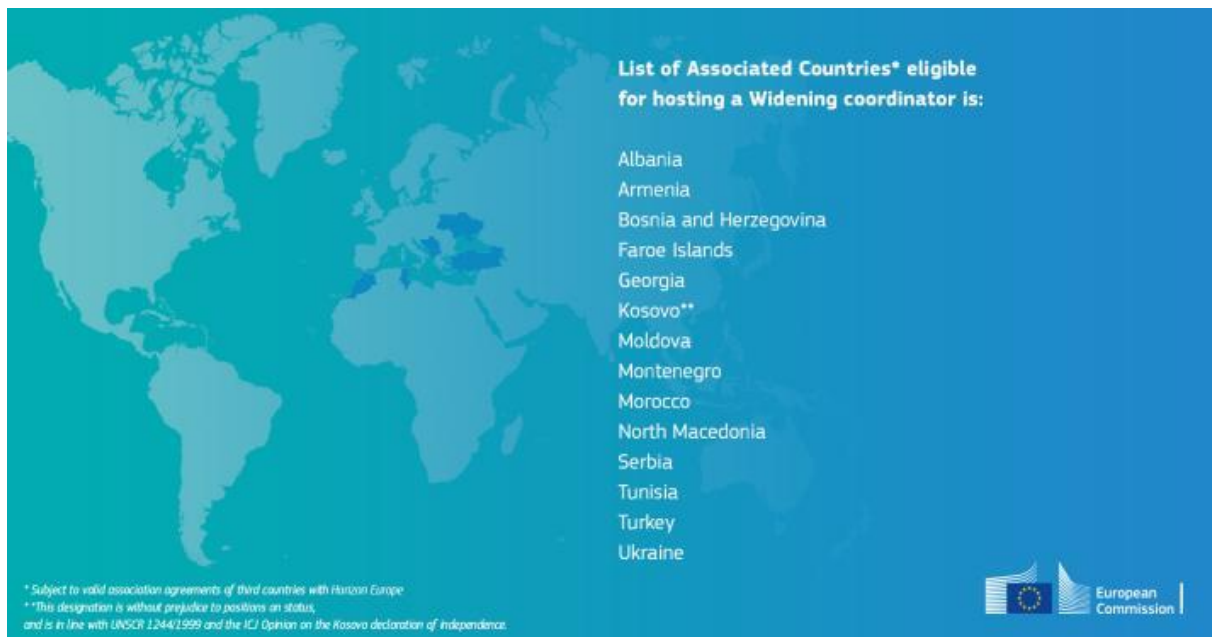 List of Associated Countries* eligible
for hosting a Widening coordinator is:
Albania
Armenia
Bosnia and Herzegovina
Faroe Islands
Georgia
Kosovo**
Moldova
Montenegro
Morocco
North Macedonia
Serbia
Tunisia
Turkey
Ukraine
* Subject to valid association agreements of third countries with Horizon Europe
* *This designation is without prejudice to positions on status,
and is in line with UNSCR 1244/1999 and the ICJ Opinion on the Kosovo declaration of independence.
European
Commission